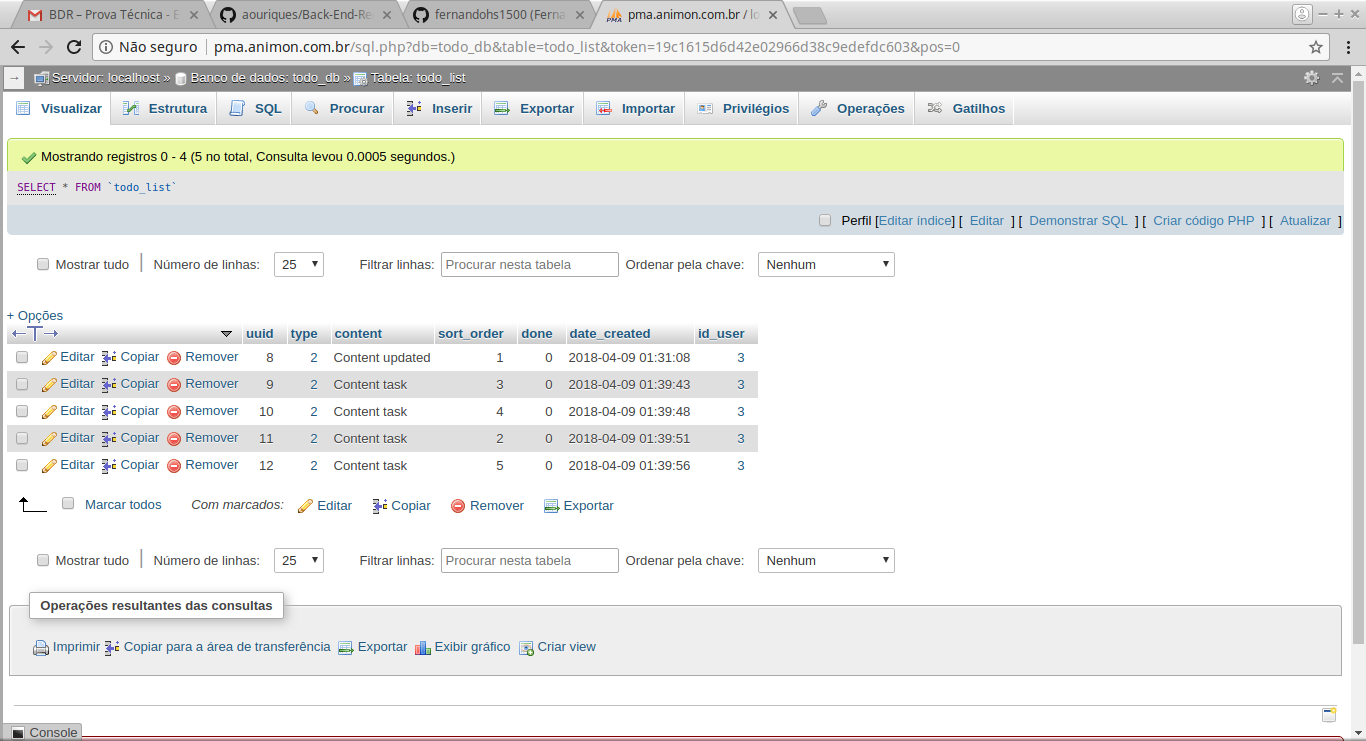 BDR – Prova Técnica - E
aouriques/Back-End-Re
fernandohs1500 (Ferna
pma.animon.com.br / lo
Não seguro pma.animon.com.br/sql.php?db=todo_db&table=todo_list&token=19c1615d6d42e02966d38c9edefdc603&pos=0
Servidor: localhost » Banco de dados: todo_db » Tabela: todo_list
Visualizar Estrutura SQL Procurar Inserir Exportar Importar Privilégios Operações Gatilhos
Mostrando registros 0 - 4 (5 no total, Consulta levou 0.0005 segundos.)
SELECT * FROM `todo_list`
Perfil [Editar índice] [ Editar ] [ Demonstrar SQL ] [ Criar código PHP ] [ Atualizar ]
Mostrar tudo | Número de linhas: 25 Filtrar linhas: Procurar nesta tabela Ordenar pela chave: Nenhum
+ Opções
←T→ uuid type content sort_order done date_created id_user
Editar Copiar Remover 8 2 Content updated 1 0 2018-04-09 01:31:08 3
Editar Copiar Remover 9 2 Content task 3 0 2018-04-09 01:39:43 3
Editar Copiar Remover 10 2 Content task 4 0 2018-04-09 01:39:48 3
Editar Copiar Remover 11 2 Content task 2 0 2018-04-09 01:39:51 3
Editar Copiar Remover 12 2 Content task 5 0 2018-04-09 01:39:56 3
Marcar todos Com marcados: Editar Copiar Remover Exportar
Mostrar tudo | Número de linhas: 25 Filtrar linhas: Procurar nesta tabela Ordenar pela chave: Nenhum
Operações resultantes das consultas
Imprimir Copiar para a área de transferência Exportar Exibir gráfico Criar view
Console